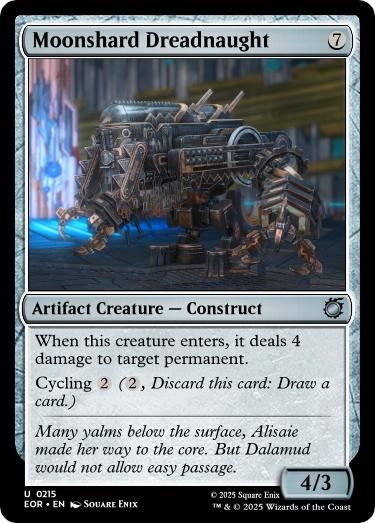 Moonshard Dreadnaught 7
Artifact Creature — Construct
When this creature enters, it deals 4
damage to target permanent.
Cycling 2 (2, Discard this card: Draw a
card.)
Many yalms below the surface, Alisaie
made her way to the core. But Dalamud
would not allow easy passage.
4/3
U 0215
EOR • EN SQUARE ENIX
© 2025 Square Enix
™ & © 2025 Wizards of the Coast